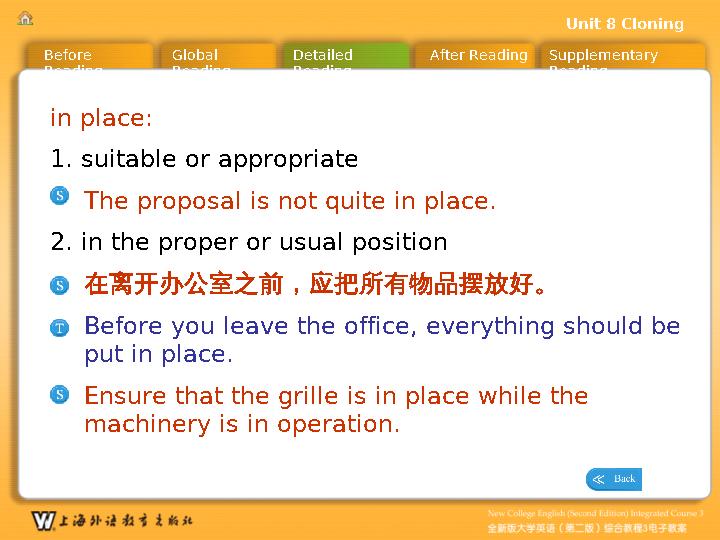 Unit 8 Cloning
Before Reading
Global Reading
Detailed Reading
After Reading
Supplementary Reading
in place:
1. suitable or appropriate
S The proposal is not quite in place.
2. in the proper or usual position
S 在离开办公室之前，应把所有物品摆放好。
T Before you leave the office, everything should be
put in place.
S Ensure that the grille is in place while the
machinery is in operation.
≪ Back
W 上海外语教育出版社
New College English (Second Edition) Integrated Course 3
全新版大学英语（第二版）综合教程3电子教案